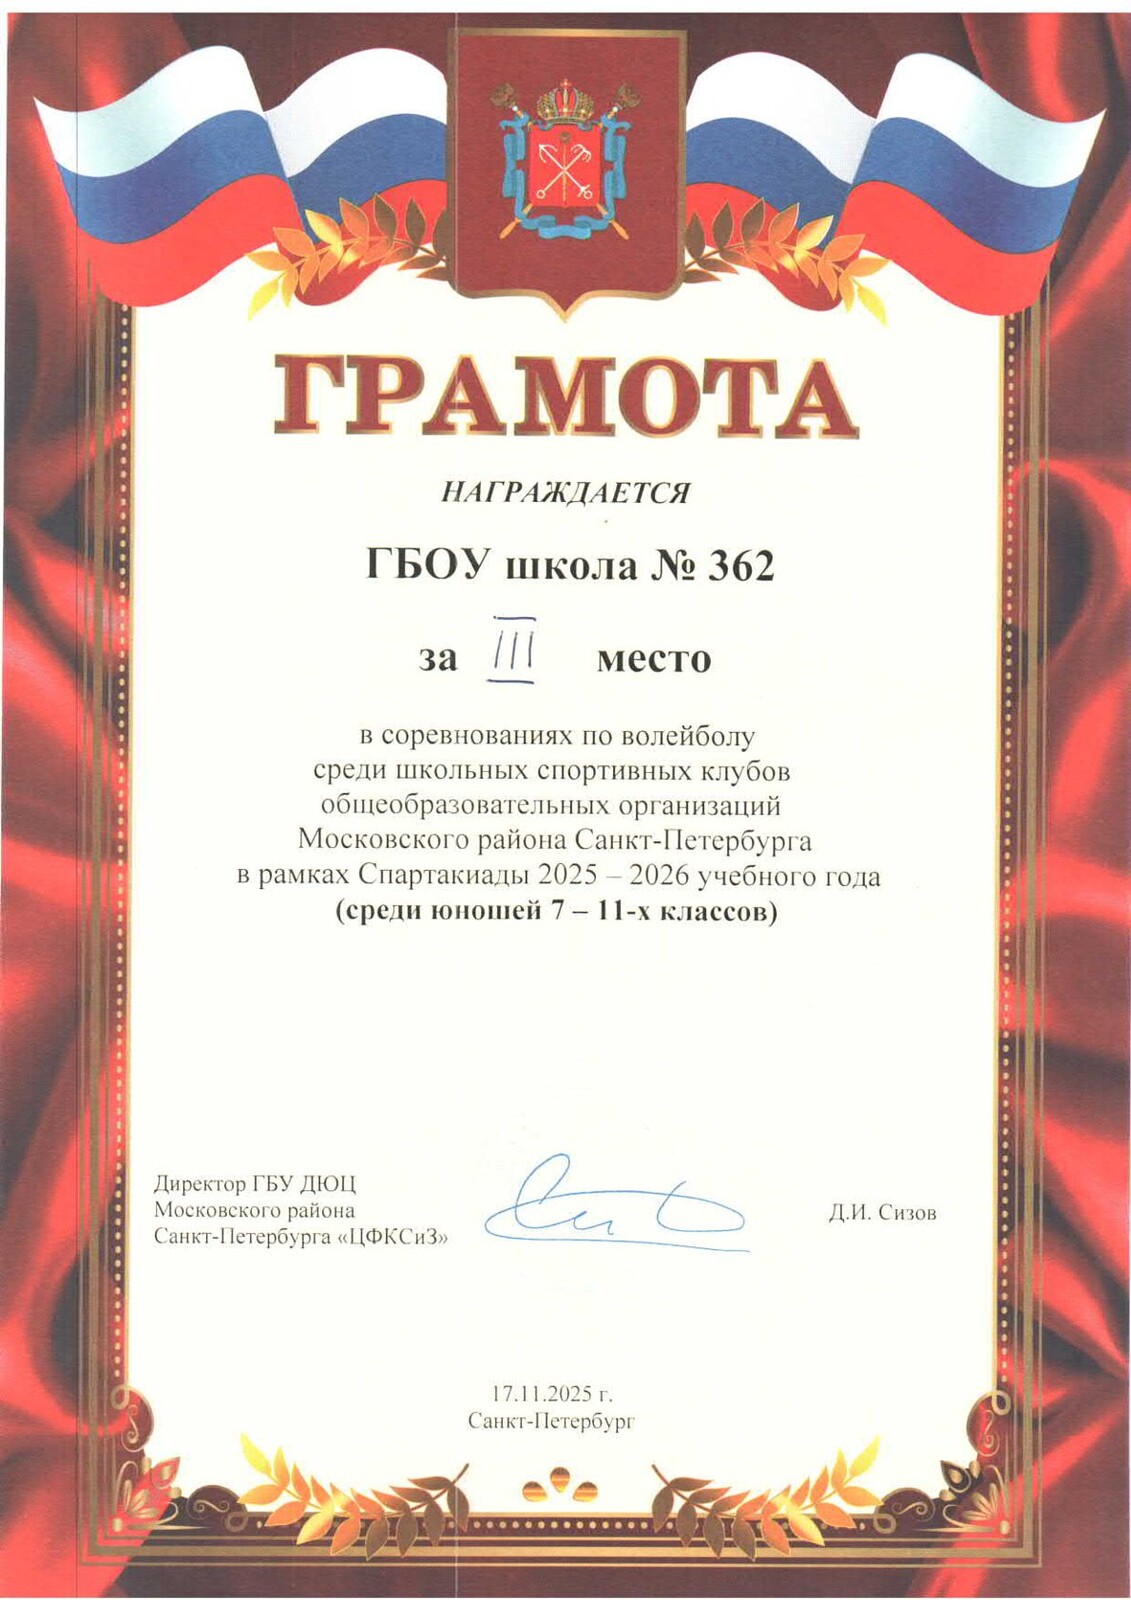 ГРАМОТА
НАГРАЖДАЕТСЯ
ГБОУ школа № 362
за III место
в соревнованиях по волейболу
среди школьных спортивных клубов
общеобразовательных организаций
Московского района Санкт-Петербурга
в рамках Спартакиады 2025 – 2026 учебного года
(среди юношей 7 – 11-х классов)
Директор ГБУ ДЮЦ
Московского района
Санкт-Петербурга «ЦФКСиЗ»
Д.И. Сизов
17.11.2025 г.
Санкт-Петербург